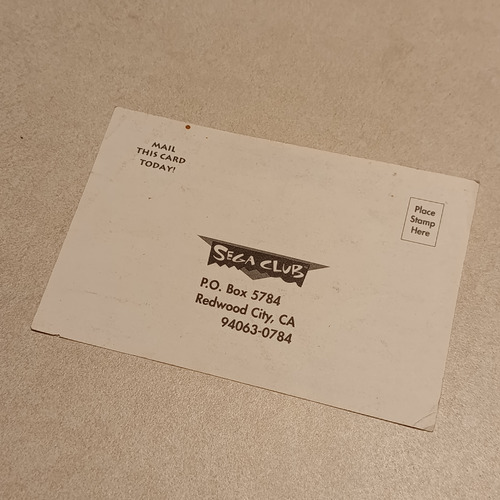 MAIL
THIS CARD
TODAY!
Place
Stamp
Here
SEGA CLUB
P.O. Box 5784
Redwood City, CA
94063-0784